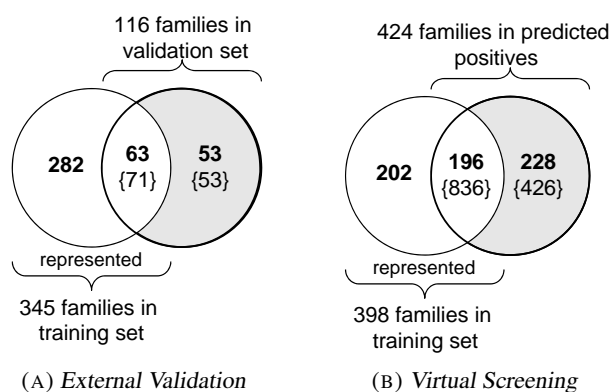 116 families in
validation set
282
63
{71}
53
{53}
represented
345 families in
training set
(A) External Validation
424 families in predicted
positives
202
196
{836}
228
{426}
represented
398 families in
training set
(B) Virtual Screening